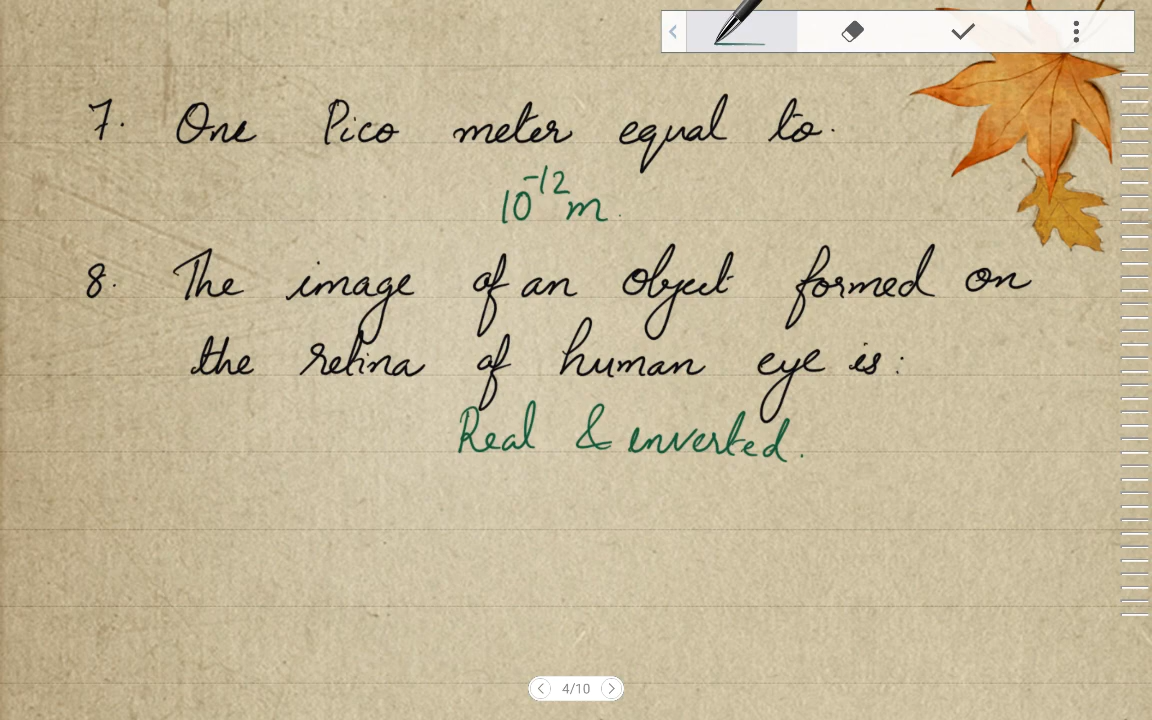 7. One Pico meter equal to.
10⁻¹²m.
8. The image of an object formed on
the retina of human eye is:
Real & inverted.
4/10